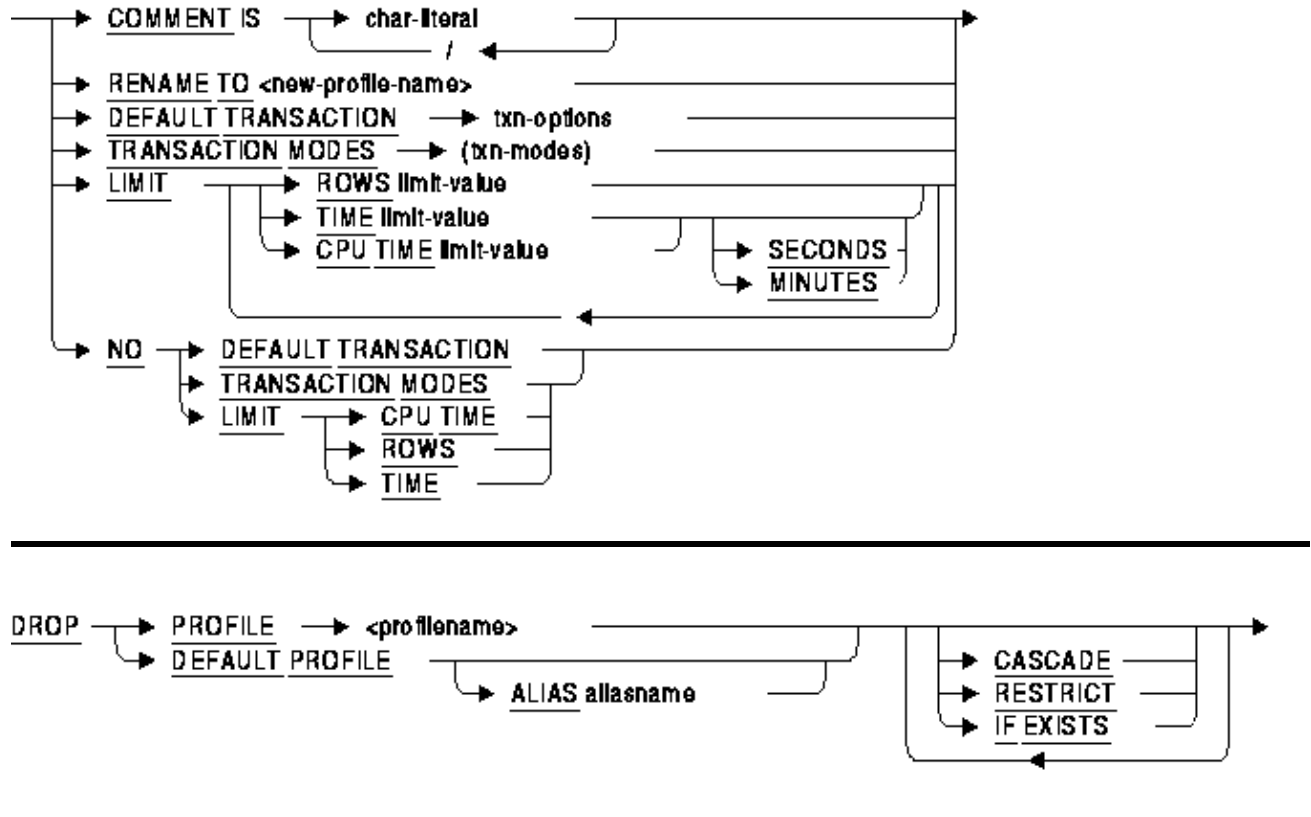 COMMENT IS char-literal
/
RENAME TO <new-profile-name>
DEFAULT TRANSACTION txn-options
TRANSACTION MODES (txn-modes)
LIMIT ROWS limit-value
TIME limit-value
CPU TIME limit-value SECONDS
MINUTES
NO DEFAULT TRANSACTION
TRANSACTION MODES
LIMIT CPU TIME
ROWS
TIME
DROP PROFILE <profilename>
DEFAULT PROFILE CASCADE
ALIAS aliasname RESTRICT
IF EXISTS